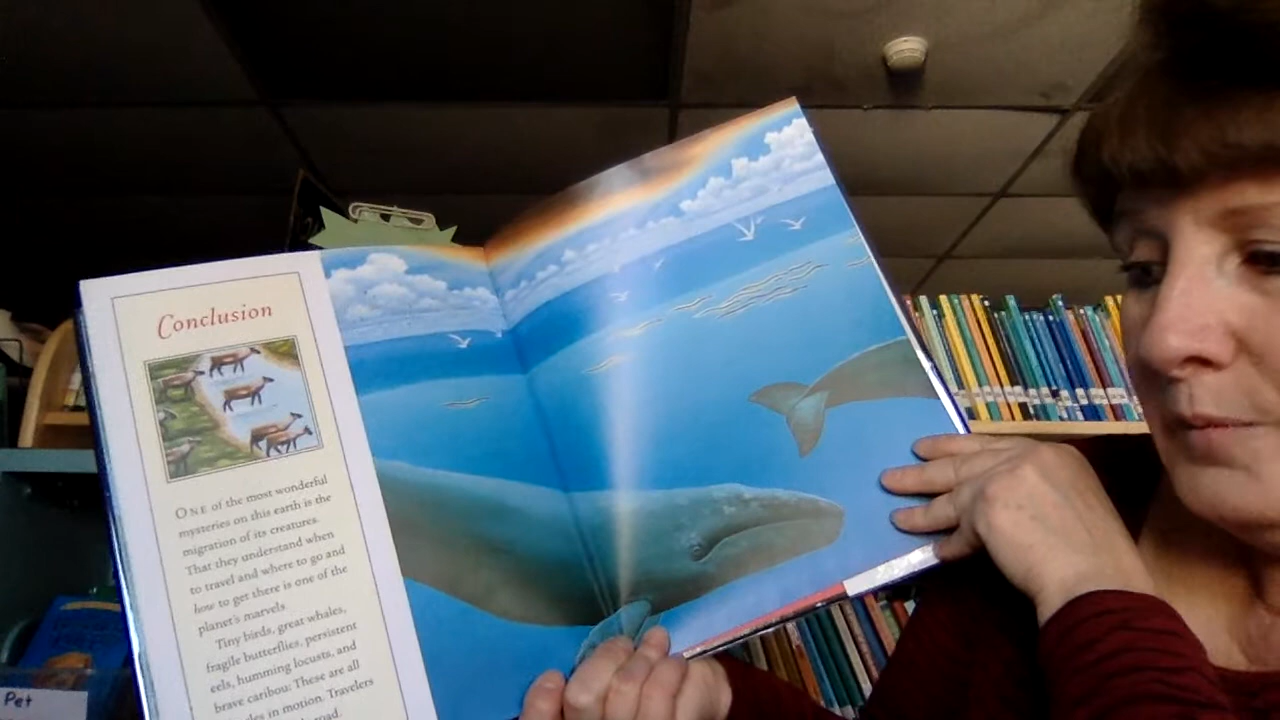 Conclusion
ONE of the most wonderful
mysteries on this earth is the
migration of its creatures.
That they understand when
to travel and where to go and
how to get there is one of the
planet's marvels.
Tiny birds, great whales,
fragile butterflies, persistent
eels, humming locusts, and
brave caribou: These are all
in motion. Travelers
Pet